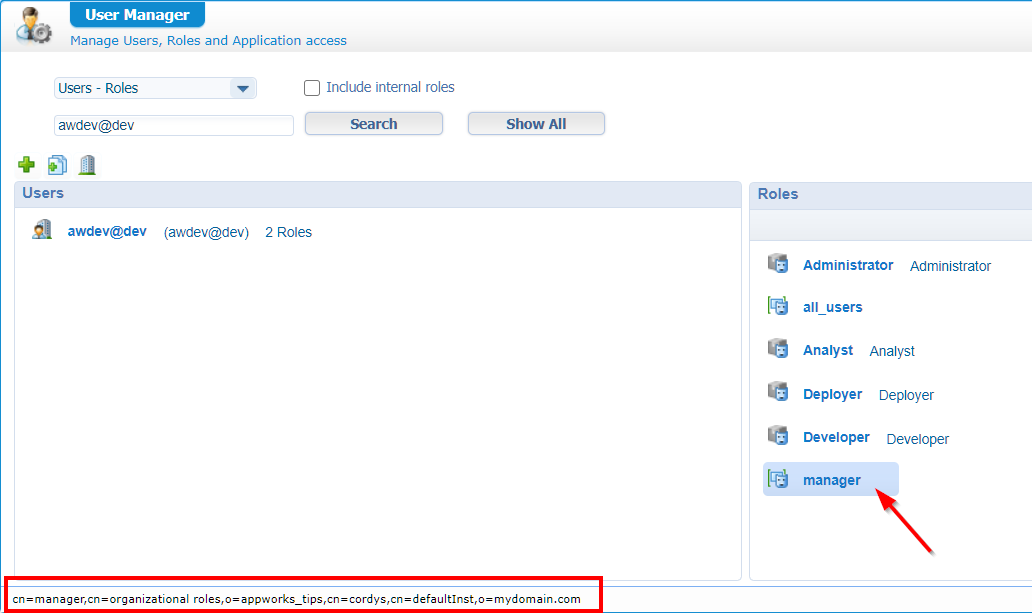 User Manager
Manage Users, Roles and Application access
Users - Roles
Include internal roles
awdev@dev
Search
Show All
Users
awdev@dev (awdev@dev) 2 Roles
Roles
Administrator Administrator
all_users
Analyst Analyst
Deployer Deployer
Developer Developer
manager
cn=manager,cn=organizational roles,o=appworks_tips,cn=cordys,cn=defaultInst,o=mydomain.com